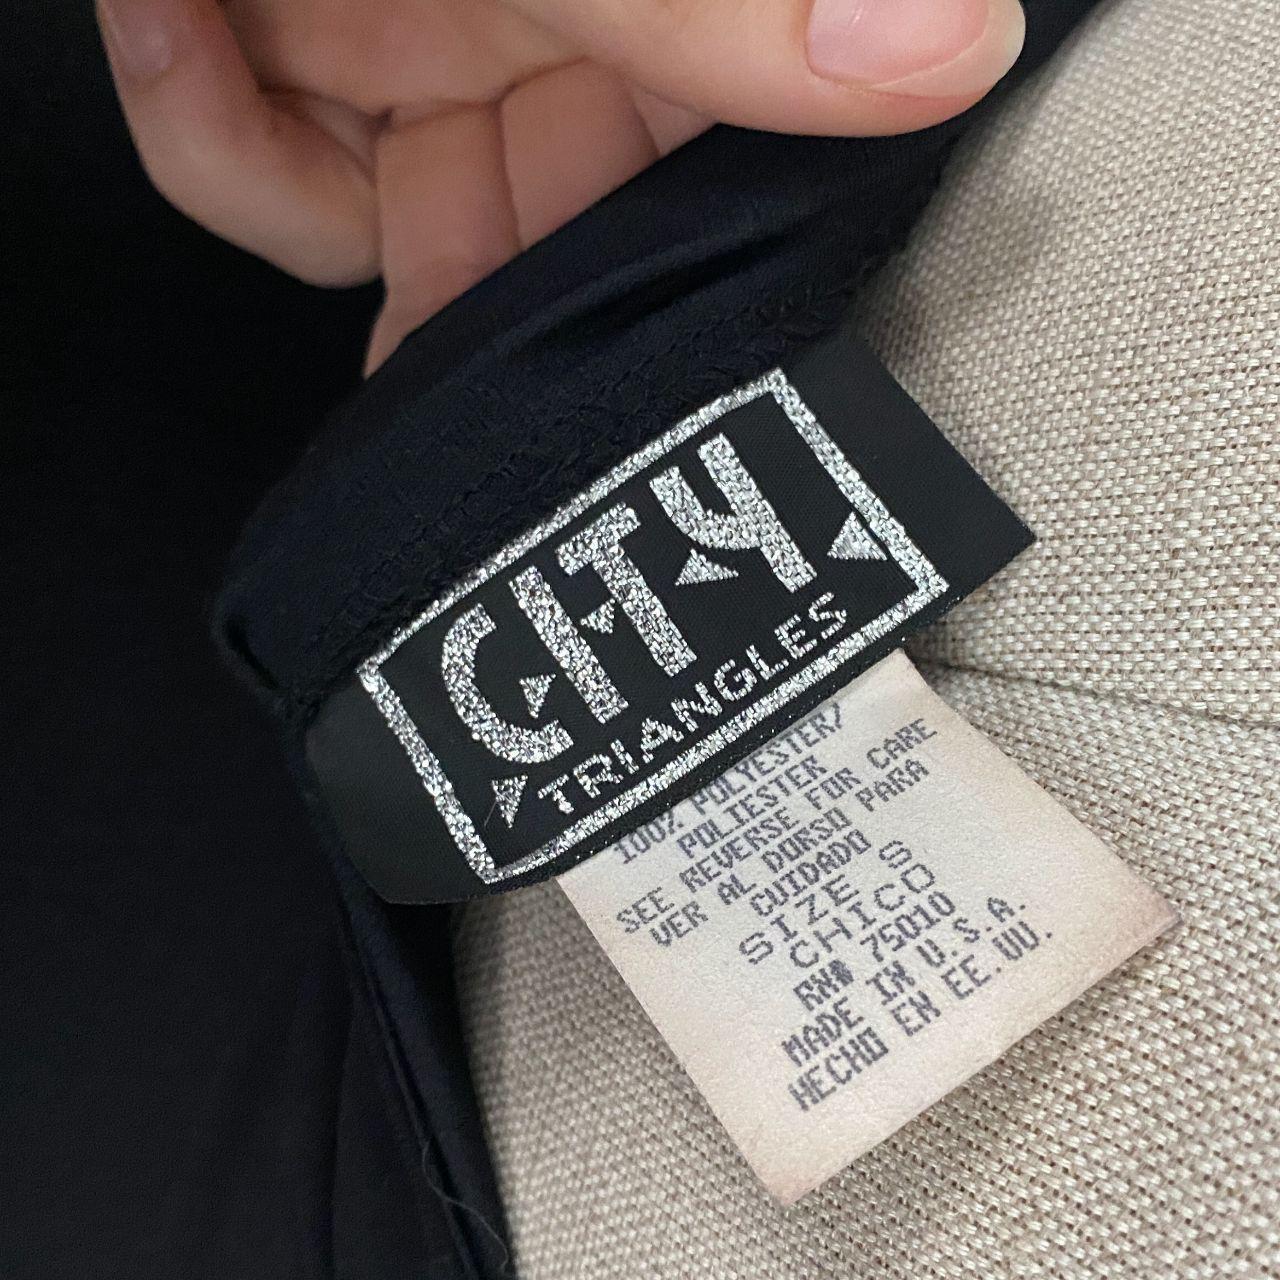 CITY
TRIANGLES
100% POLYESTER/
POLIESTER
SEE REVERSE FOR CARE
VER AL DORSO PARA
CUIDADO
SIZE S
CHICO
RN# 75010
MADE IN U.S.A.
HECHO EN EE.UU.